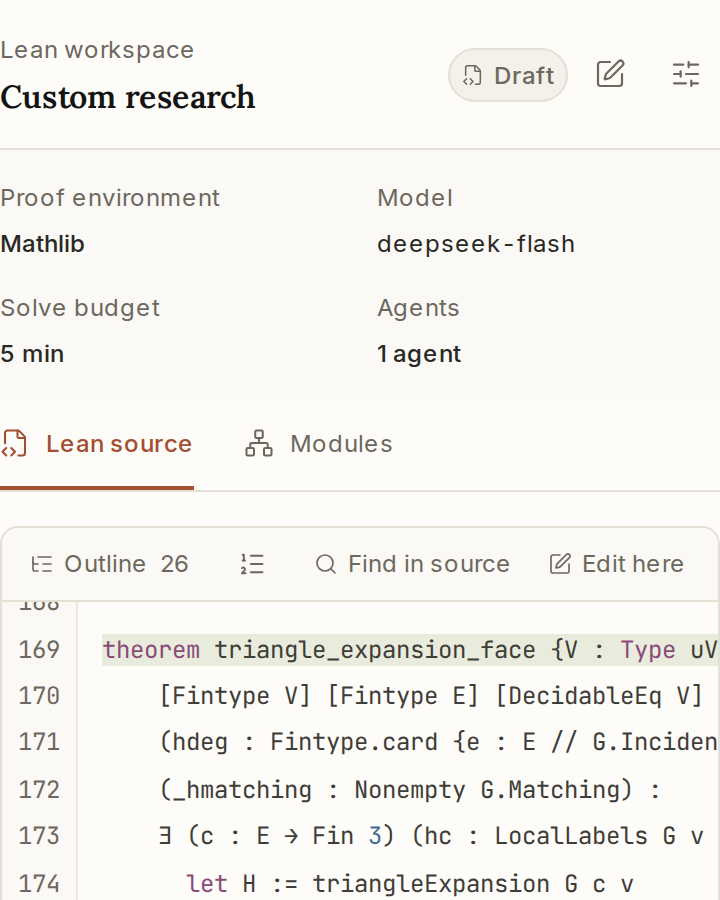 Lean workspace
Custom research
Draft
Proof environment
Model
Mathlib
deepseek-flash
Solve budget
Agents
5 min
1 agent
Lean source
Modules
Outline 26
Find in source
Edit here
168
169 theorem triangle_expansion_face {V : Type uV
170 [Fintype V] [Fintype E] [DecidableEq V]
171 (hdeg : Fintype.card {e : E // G.Inciden
172 (_hmatching : Nonempty G.Matching) :
173 ∃ (c : E → Fin 3) (hc : LocalLabels G v
174 let H := triangleExpansion G c v